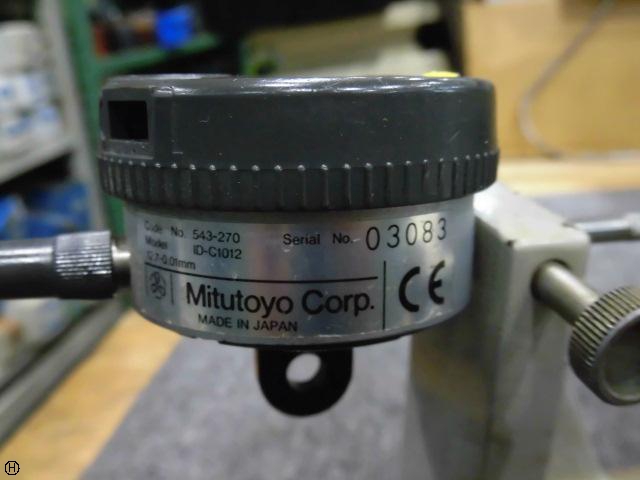 Code No. 543-270 Serial No. 03083
Model ID-C1012
12.7-0.01mm
Mitutoyo Corp. CE
MADE IN JAPAN
H